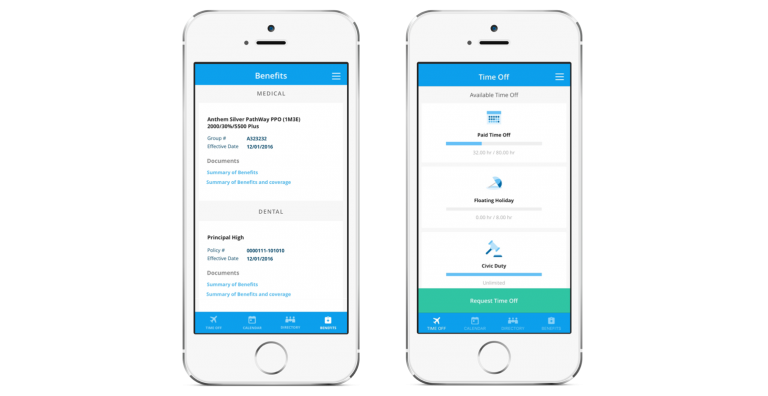 Benefits
MEDICAL
Anthem Silver PathWay PPO (1M3E)
2000/30%/5500 Plus
Group # A323232
Effective Date 12/01/2016
Documents
Summary of Benefits
Summary of Benefits and coverage
DENTAL
Principal High
Policy # 0000111-101010
Effective Date 12/01/2016
Documents
Summary of Benefits
Summary of Benefits and coverage
TIME OFF CALENDAR DIRECTORY BENEFITS
Time Off
Available Time Off
Paid Time Off
32.00 hr / 80.00 hr
Floating Holiday
0.00 hr / 8.00 hr
Civic Duty
Unlimited
Request Time Off
TIME OFF CALENDAR DIRECTORY BENEFITS